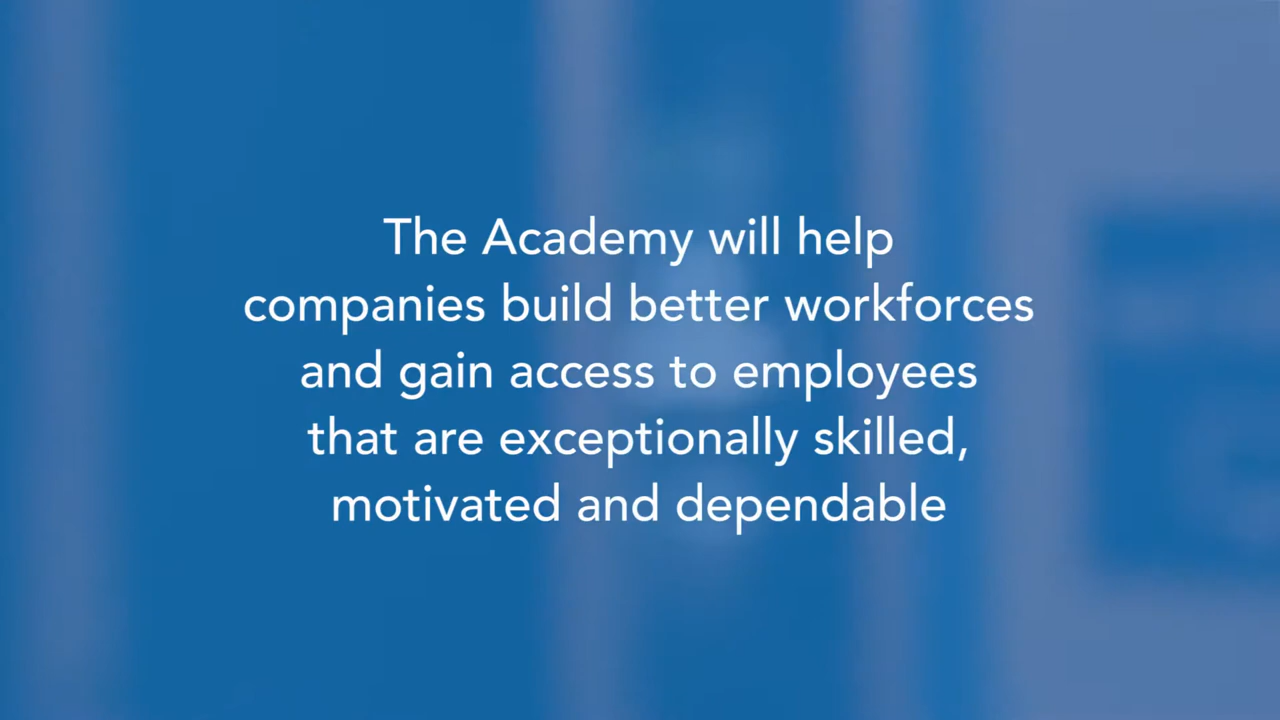 The Academy will help
companies build better workforces
and gain access to employees
that are exceptionally skilled,
motivated and dependable